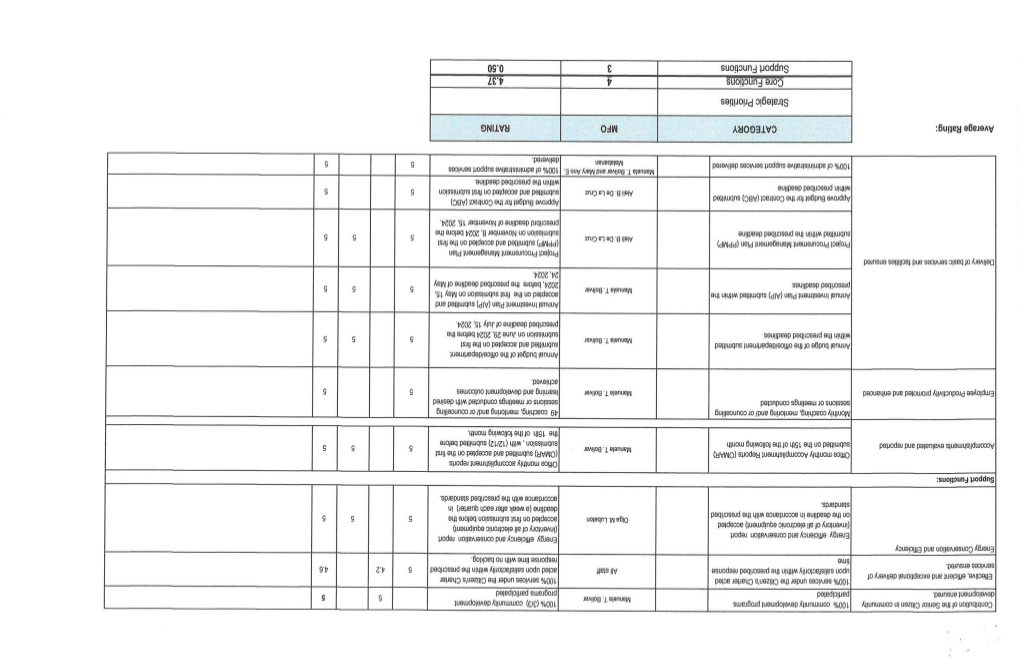 Contribution of the Senior Citizen in community
development ensured.
100% community development programs
participated
Manuela T. Bolivar
100% (3/3) community development
programs participated
5
5
Effective, efficient and exceptional delivery of
services ensured.
100% services under the Citizen's Charter acted
upon satisfactorily within the prescribed response
time
All staff
100% services under the Citizen's Charter
acted upon satisfactorily within the prescribed
response time with no backlog.
5
4.2
4.6
Energy Conservation and Efficiency
Energy efficiency and conservation report
(inventory of all electronic equipment) accepted
on the deadline in accordance with the prescribed
standards.
Olga M Lubaton
Energy efficiency and conservation report
(inventory of all electronic equipment)
accepted on first submission before the
deadline (a week after each quarter) in
accordance with the prescribed standards.
5
5
5
Support Functions:
Accomplishments evaluated and reported
Office monthly Accomplishment Reports (OMAR)
submitted on the 15th of the following month
Manuela T. Bolivar
Office monthly accomplishment reports
(OMAR) submitted and accepted on the first
submission , with (12/12) submitted before
the 15th of the following month.
5
5
5
Employee Productivity promoted and enhanced
Monthly coaching, mentoring and/ or councelling
sessions or meetings conducted
Manuela T. Bolivar
49 coaching, mentoring and/ or councelling
sessions or meetings conducted with desired
learning and development outcomes
achieved.
5
5
Delivery of basic services and facilities ensured
Annual budge of the office/department submitted
within the prescribed deadlines
Manuela T. Bolivar
Annual budget of the office/department
submitted and accepted on the first
submission on June 29, 2024 before the
prescribed deadline of July 15, 2024.
5
5
5
Annual Investment Plan (AIP) submitted within the
prescribed deadlines
Manuela T. Bolivar
Annual Investment Plan (AIP) submitted and
accepted on the first submission on May 15,
2024, before the prescribed deadline of May
24, 2024.
5
5
5
Project Procurement Management Plan (PPMP)
submitted within the prescribed deadline
Aiell B. De La Cruz
Project Procurement Management Plan
(PPMP) submitted and accepted on the first
submission on November 8, 2024 before the
prescribrd deadline of November 15, 2024.
5
5
5
Approve Budget for the Contract (ABC) submitted
within prescribed deadline
Aiell B. De La Cruz
Approve Budget for the Contract (ABC)
submitted and accepted on first submission
within the prescribed deadline.
5
5
100% of administrative support services delivered
Manuela T. Bolivar and Mary Ann E.
Malabanan
100% of administrative support services
delivered.
5
5
Average Rating:
CATEGORY
MFO
RATING
Strategic Priorities
Core Functions
4
4.37
Support Functions
3
0.50